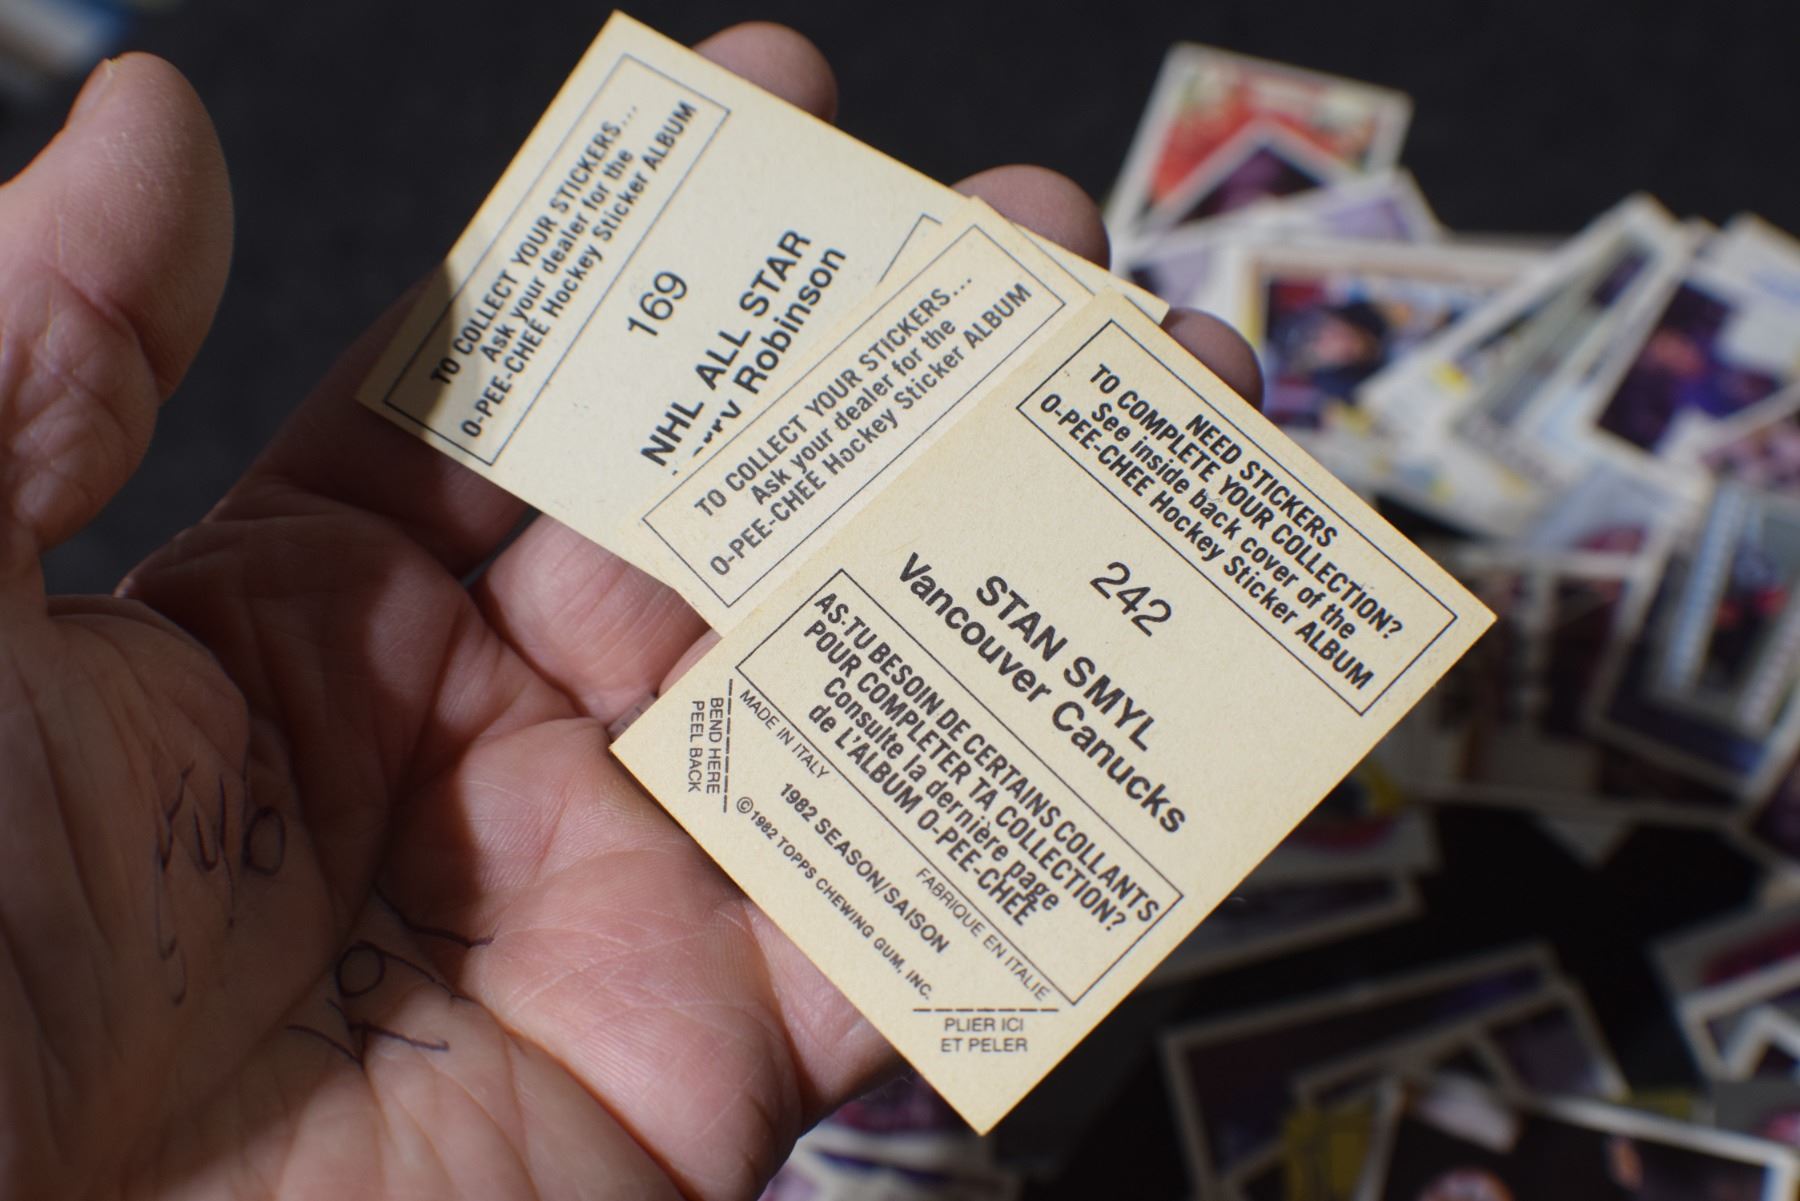 TO COLLECT YOUR STICKERS...
Ask your dealer for the
O-PEE-CHEE Hockey Sticker ALBUM
169
NHL ALL STAR
Robinson
TO COLLECT YOUR STICKERS...
Ask your dealer for the
O-PEE-CHEE Hockey Sticker ALBUM
NEED STICKERS
TO COMPLETE YOUR COLLECTION?
See inside back cover of the
O-PEE-CHEE Hockey Sticker ALBUM
242
STAN SMYL
Vancouver Canucks
AS-TU BESOIN DE CERTAINS COLLANTS
POUR COMPLETER TA COLLECTION?
Consulte la dernière page
de L'ALBUM O-PEE-CHEE
MADE IN ITALY
FABRIQUE EN ITALIE
1982 SEASON/SAISON
©1982 TOPPS CHEWING GUM, INC.
BEND HERE
PEEL BACK
PLIER ICI
ET PELER